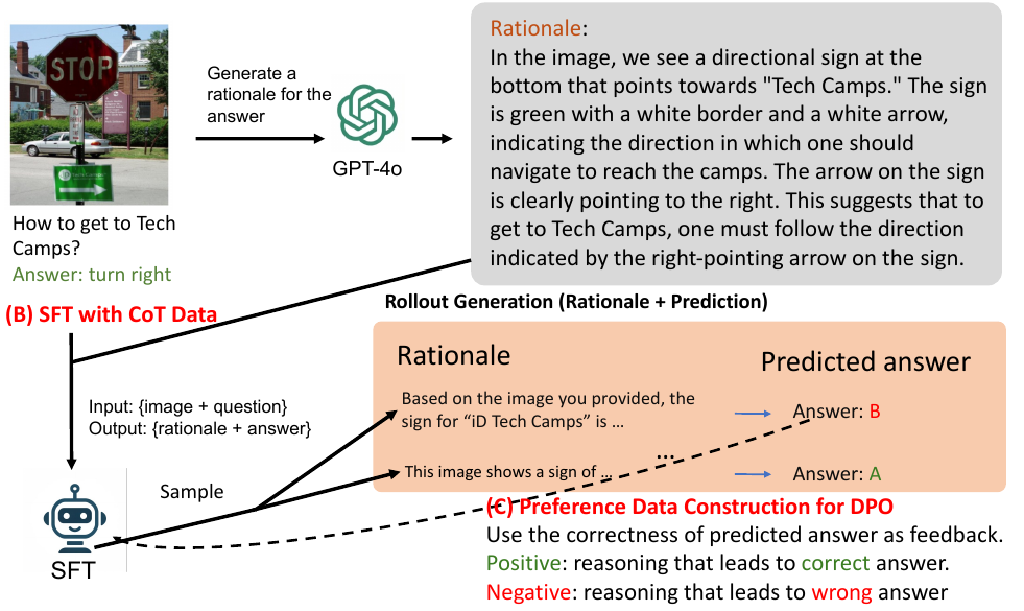 STOP
iD Tech Camps
How to get to Tech
Camps?
Answer: turn right
Generate a
rationale for the
answer
GPT-4o
Rationale:
In the image, we see a directional sign at the
bottom that points towards "Tech Camps." The sign
is green with a white border and a white arrow,
indicating the direction in which one should
navigate to reach the camps. The arrow on the sign
is clearly pointing to the right. This suggests that to
get to Tech Camps, one must follow the direction
indicated by the right-pointing arrow on the sign.
(B) SFT with CoT Data
Input: {image + question}
Output: {rationale + answer}
Sample
SFT
Rollout Generation (Rationale + Prediction)
Rationale
Predicted answer
Based on the image you provided, the
sign for “iD Tech Camps” is ...
Answer: B
...
This image shows a sign of ...
Answer: A
(C) Preference Data Construction for DPO
Use the correctness of predicted answer as feedback.
Positive: reasoning that leads to correct answer.
Negative: reasoning that leads to wrong answer